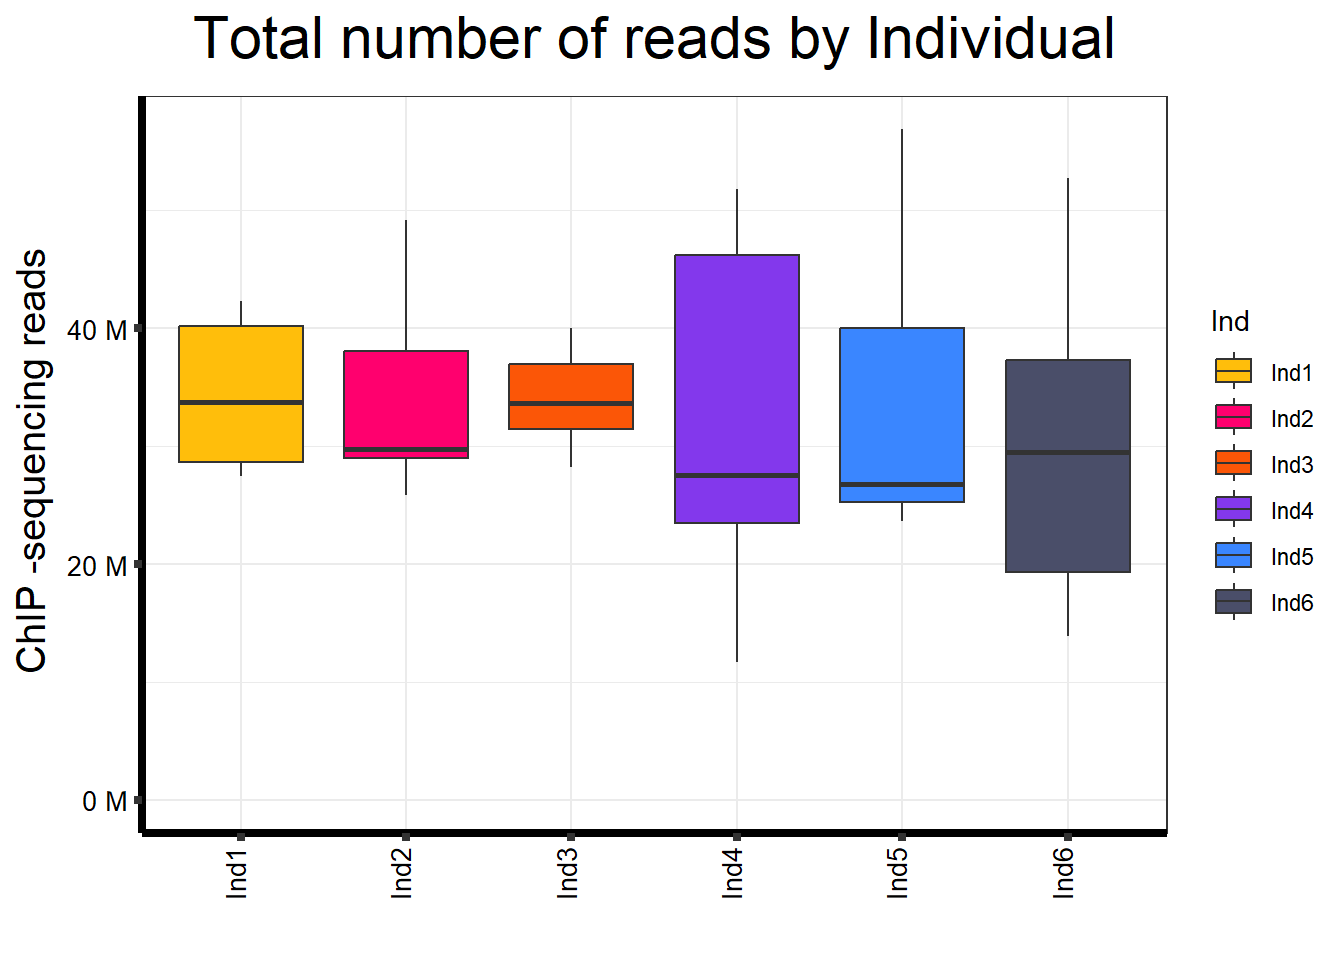 Total number of reads by Individual
ChIP -sequencing reads
40 M
20 M
0 M
Ind1
Ind2
Ind3
Ind4
Ind5
Ind6
Ind
Ind1
Ind2
Ind3
Ind4
Ind5
Ind6